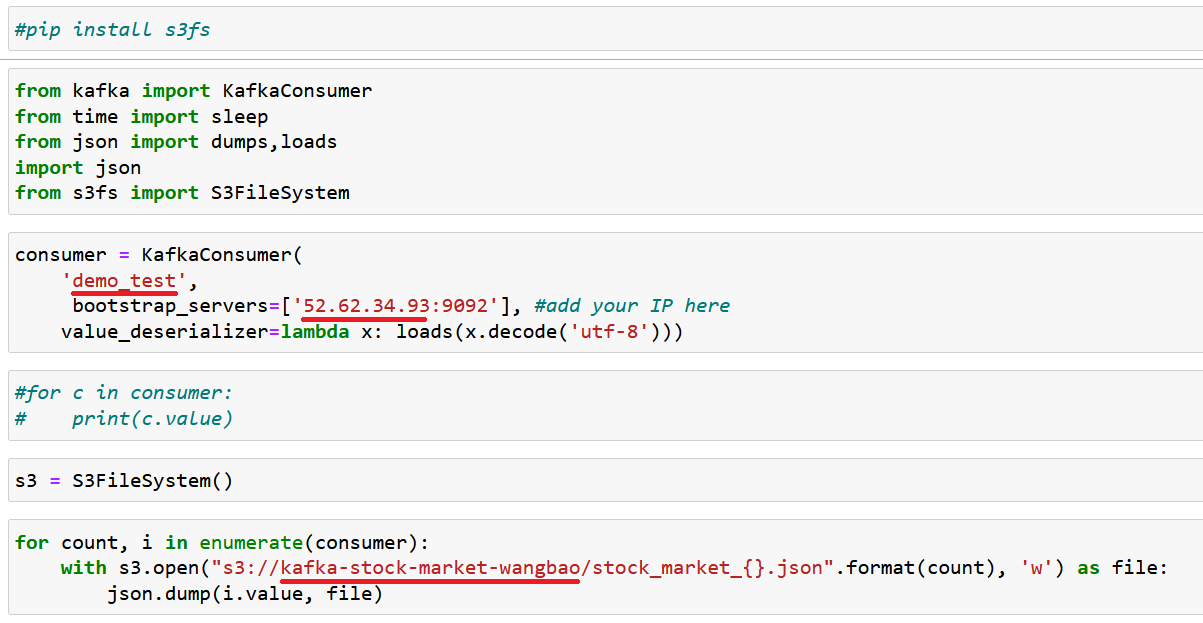 #pip install s3fs
from kafka import KafkaConsumer
from time import sleep
from json import dumps,loads
import json
from s3fs import S3FileSystem
consumer = KafkaConsumer(
    'demo_test',
     bootstrap_servers=['52.62.34.93:9092'], #add your IP here
    value_deserializer=lambda x: loads(x.decode('utf-8')))
#for c in consumer:
#    print(c.value)
s3 = S3FileSystem()
for count, i in enumerate(consumer):
    with s3.open("s3://kafka-stock-market-wangbao/stock_market_{}.json".format(count), 'w') as file:
        json.dump(i.value, file)